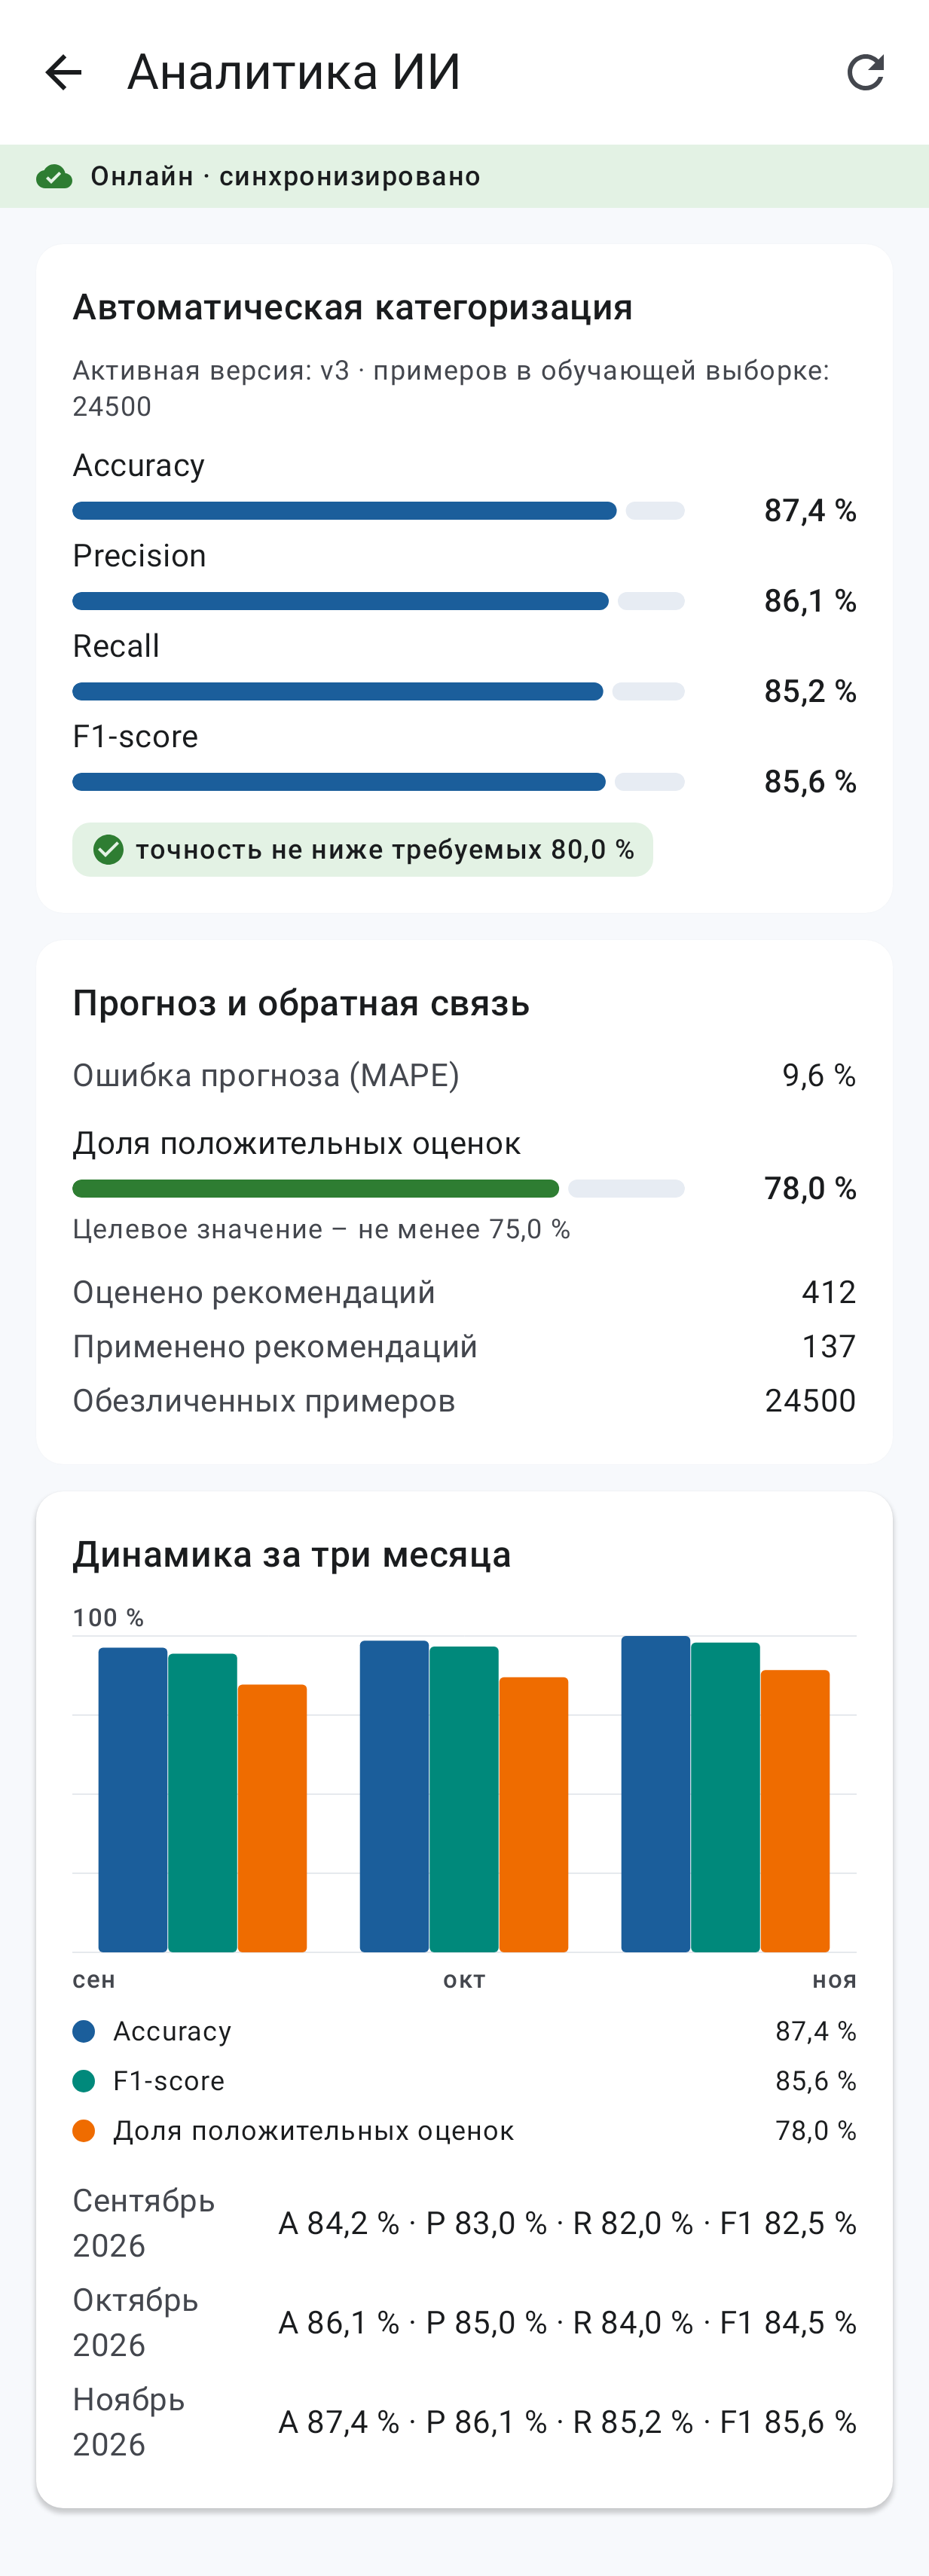 Аналитика ИИ
Онлайн · синхронизировано
Автоматическая категоризация
Активная версия: v3 · примеров в обучающей выборке:
24500
Accuracy
87,4 %
Precision
86,1 %
Recall
85,2 %
F1-score
85,6 %
точность не ниже требуемых 80,0 %
Прогноз и обратная связь
Ошибка прогноза (MAPE) 9,6 %
Доля положительных оценок
78,0 %
Целевое значение – не менее 75,0 %
Оценено рекомендаций 412
Применено рекомендаций 137
Обезличенных примеров 24500
Динамика за три месяца
100 %
сен окт ноя
Accuracy 87,4 %
F1-score 85,6 %
Доля положительных оценок 78,0 %
Сентябрь
2026
A 84,2 % · P 83,0 % · R 82,0 % · F1 82,5 %
Октябрь
2026
A 86,1 % · P 85,0 % · R 84,0 % · F1 84,5 %
Ноябрь
2026
A 87,4 % · P 86,1 % · R 85,2 % · F1 85,6 %